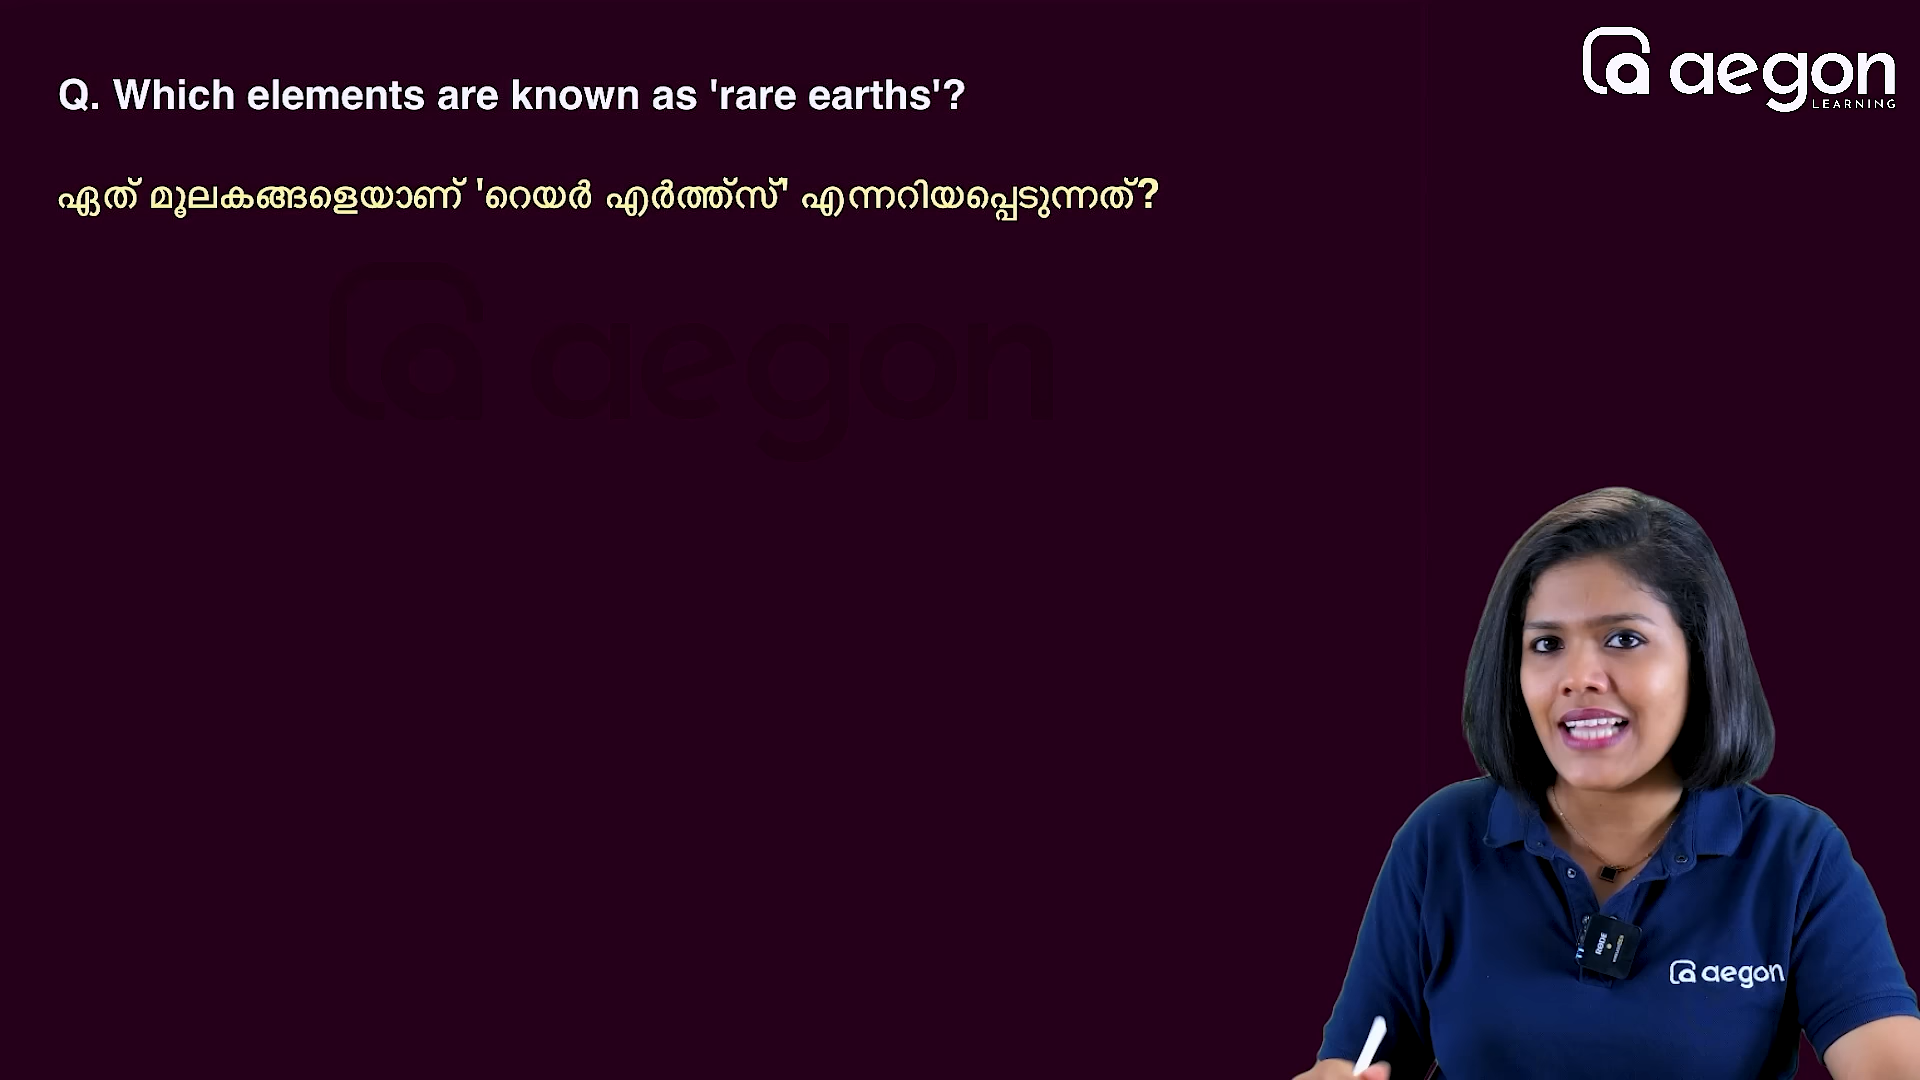 Q. Which elements are known as 'rare earths'?
aegon
LEARNING
ഏത് മൂലകങ്ങളെയാണ് 'റെയർ എർത്ത്സ്' എന്നറിയപ്പെടുന്നത്?
aegon
RØDE
aegon